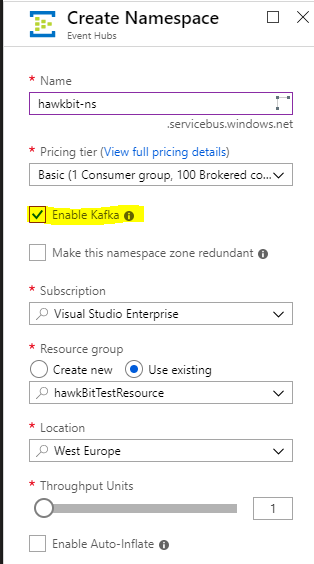 Create Namespace
Event Hubs
* Name
hawkbit-ns
.servicebus.windows.net
* Pricing tier (View full pricing details)
Basic (1 Consumer group, 100 Brokered co...
Enable Kafka
Make this namespace zone redundant
* Subscription
Visual Studio Enterprise
* Resource group
Create new Use existing
hawkBitTestResource
* Location
West Europe
* Throughput Units
1
Enable Auto-Inflate